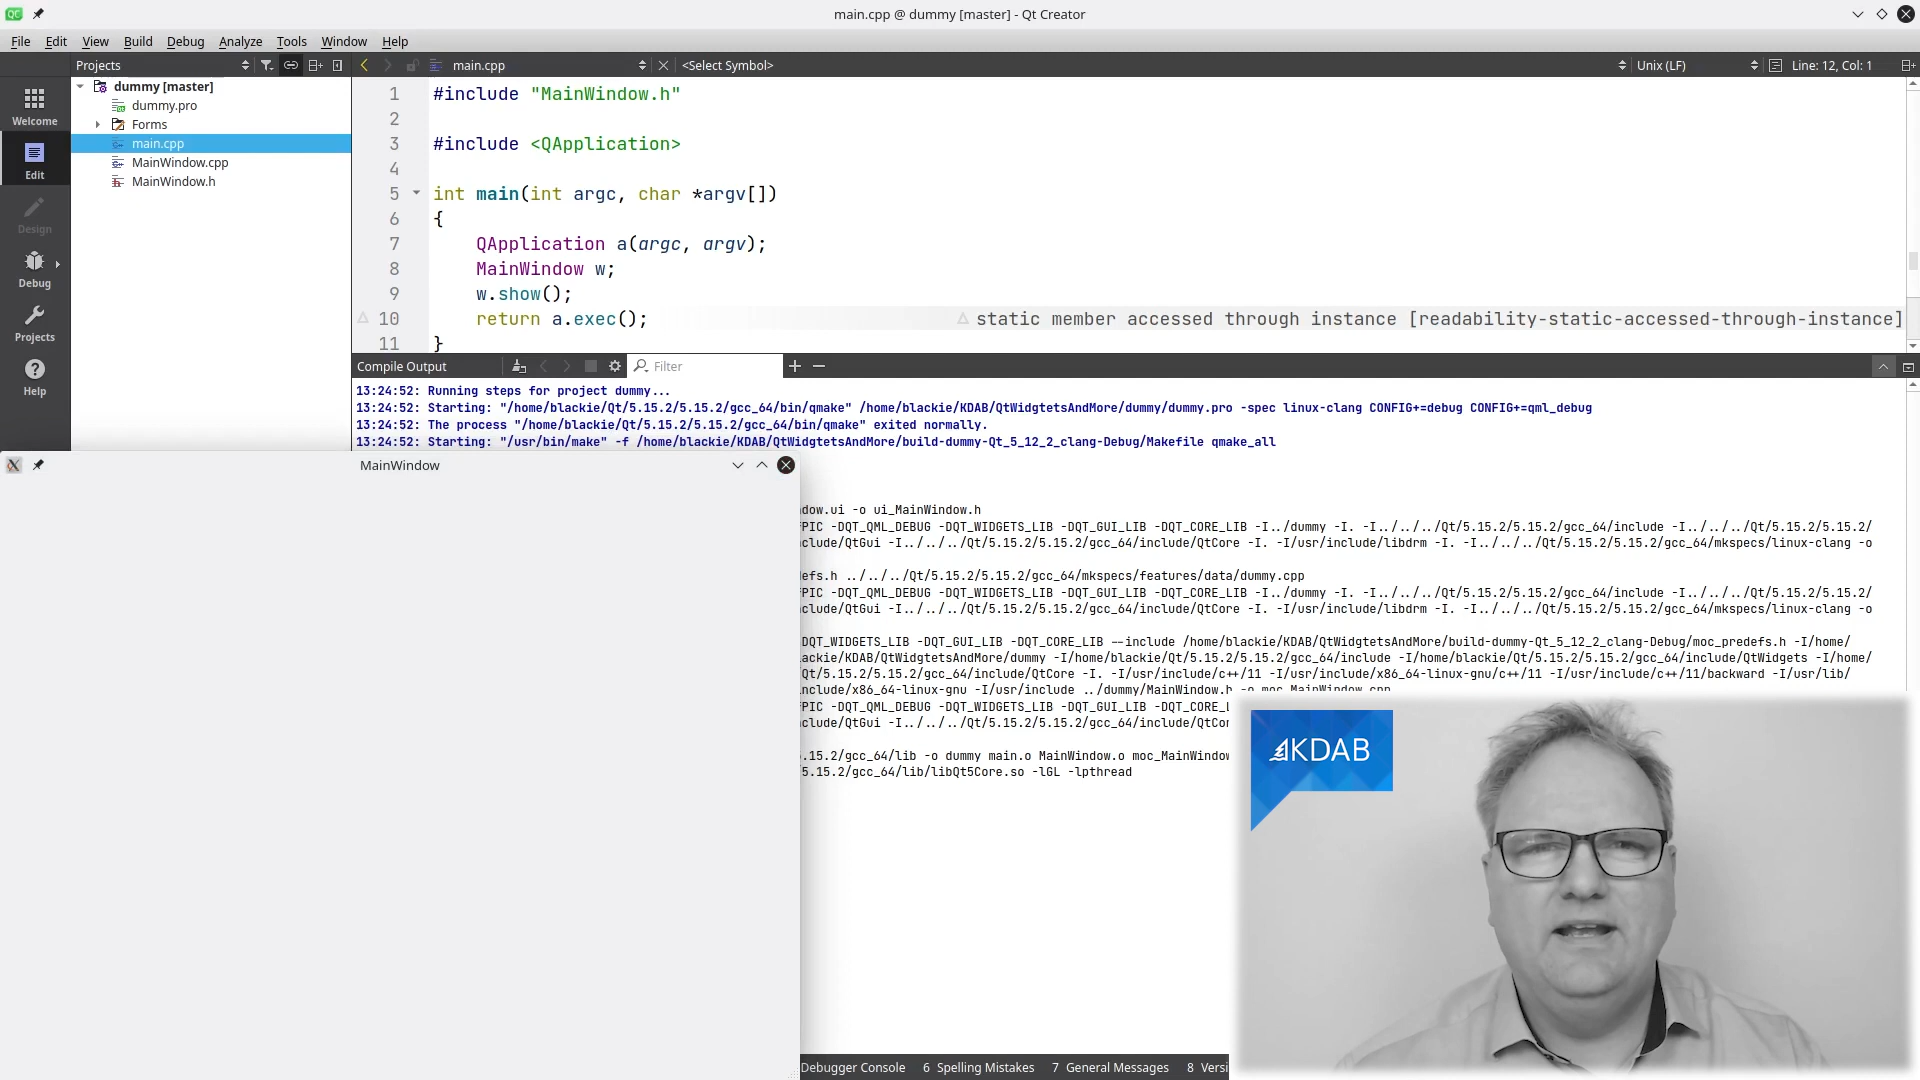 main.cpp @ dummy [master] - Qt Creator
File Edit View Build Debug Analyze Tools Window Help
Projects
main.cpp
<Select Symbol>
Unix (LF)
Line: 12, Col: 1
Welcome
Edit
Design
Debug
Projects
Help
dummy [master]
dummy.pro
Forms
main.cpp
MainWindow.cpp
MainWindow.h
1 #include "MainWindow.h"
2
3 #include <QApplication>
4
5 int main(int argc, char *argv[])
6 {
7 QApplication a(argc, argv);
8 MainWindow w;
9 w.show();
10 return a.exec(); static member accessed through instance [readability-static-accessed-through-instance]
11 }
Compile Output
Filter
13:24:52: Running steps for project dummy...
13:24:52: Starting: "/home/blackie/Qt/5.15.2/5.15.2/gcc_64/bin/qmake" /home/blackie/KDAB/QtWidgtetsAndMore/dummy/dummy.pro -spec linux-clang CONFIG+=debug CONFIG+=qml_debug
13:24:52: The process "/home/blackie/Qt/5.15.2/5.15.2/gcc_64/bin/qmake" exited normally.
13:24:52: Starting: "/usr/bin/make" -f /home/blackie/KDAB/QtWidgtetsAndMore/build-dummy-Qt_5_12_2_clang-Debug/Makefile qmake_all
MainWindow
dow.ui -o ui_MainWindow.h
PIC -DQT_QML_DEBUG -DQT_WIDGETS_LIB -DQT_GUI_LIB -DQT_CORE_LIB -I../dummy -I. -I../../../Qt/5.15.2/5.15.2/gcc_64/include -I../../../Qt/5.15.2/5.15.2/
clude/QtGui -I../../../Qt/5.15.2/5.15.2/gcc_64/include/QtCore -I. -I/usr/include/libdrm -I. -I../../../Qt/5.15.2/5.15.2/gcc_64/mkspecs/linux-clang -o
efs.h ../../../Qt/5.15.2/5.15.2/gcc_64/mkspecs/features/data/dummy.cpp
PIC -DQT_QML_DEBUG -DQT_WIDGETS_LIB -DQT_GUI_LIB -DQT_CORE_LIB -I../dummy -I. -I../../../Qt/5.15.2/5.15.2/gcc_64/include -I../../../Qt/5.15.2/5.15.2/
clude/QtGui -I../../../Qt/5.15.2/5.15.2/gcc_64/include/QtCore -I. -I/usr/include/libdrm -I. -I../../../Qt/5.15.2/5.15.2/gcc_64/mkspecs/linux-clang -o
DQT_WIDGETS_LIB -DQT_GUI_LIB -DQT_CORE_LIB --include /home/blackie/KDAB/QtWidgtetsAndMore/build-dummy-Qt_5_12_2_clang-Debug/moc_predefs.h -I/home/
ackie/KDAB/QtWidgtetsAndMore/dummy -I/home/blackie/Qt/5.15.2/5.15.2/gcc_64/include -I/home/blackie/Qt/5.15.2/5.15.2/gcc_64/include/QtWidgets -I/home/
Qt/5.15.2/5.15.2/gcc_64/include/QtCore -I. -I/usr/include/c++/11 -I/usr/include/x86_64-linux-gnu/c++/11 -I/usr/include/c++/11/backward -I/usr/lib/
nclude/x86_64-linux-gnu -I/usr/include ../dummy/MainWindow.h -o moc_MainWindow.cpp
PIC -DQT_QML_DEBUG -DQT_WIDGETS_LIB -DQT_GUI_LIB -DQT_CORE_L
clude/QtGui -I../../../Qt/5.15.2/5.15.2/gcc_64/include/QtCor
.15.2/gcc_64/lib -o dummy main.o MainWindow.o moc_MainWindow
5.15.2/gcc_64/lib/libQt5Core.so -lGL -lpthread
KDAB
Debugger Console 6 Spelling Mistakes 7 General Messages 8 Versi